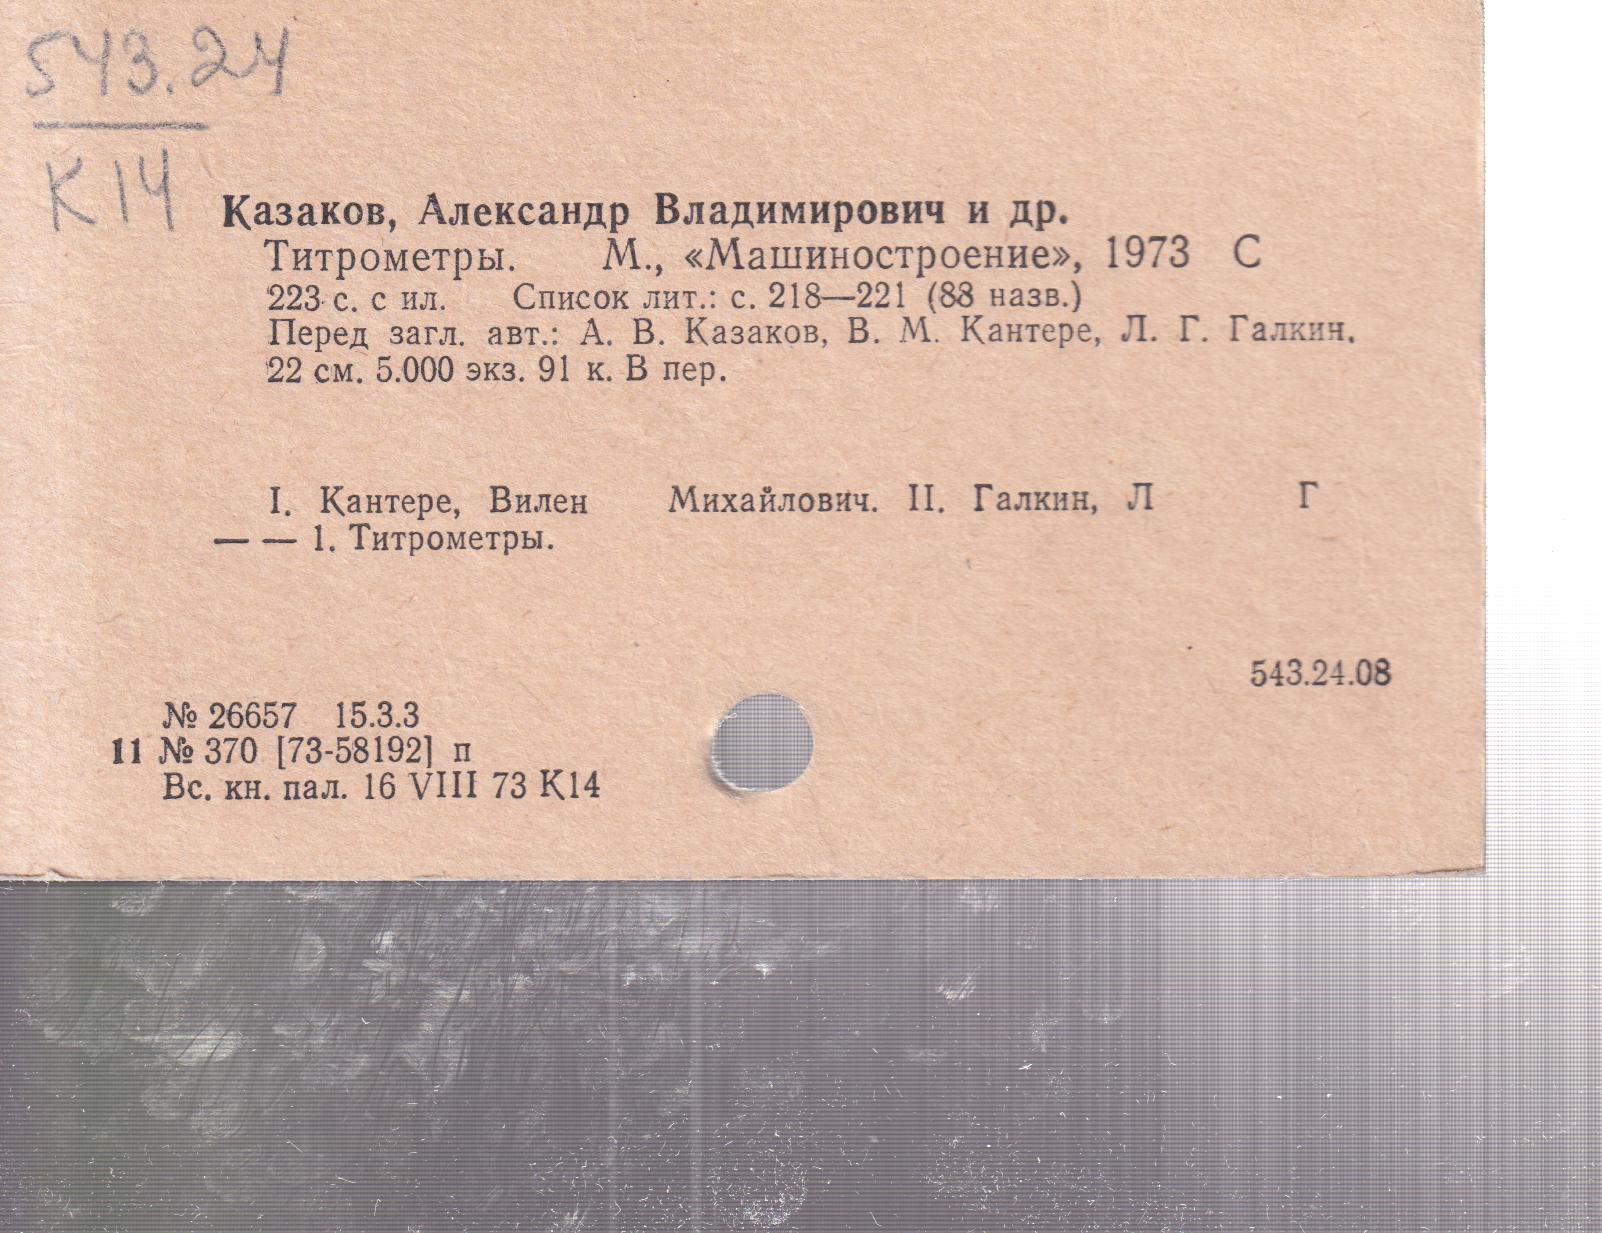 543.24
К14
Казаков, Александр Владимирович и др.
Титрометры. М., «Машиностроение», 1973 С
223 с. с ил. Список лит.: с. 218—221 (88 назв.)
Перед загл. авт.: А. В. Казаков, В. М. Кантере, Л. Г. Галкин.
22 см. 5.000 экз. 91 к. В пер.
I. Кантере, Вилен Михайлович. II. Галкин, Л Г
— — 1. Титрометры.
543.24.08
№ 26657 15.3.3
11 № 370 [73-58192] п
Вс. кн. пал. 16 VIII 73 К14